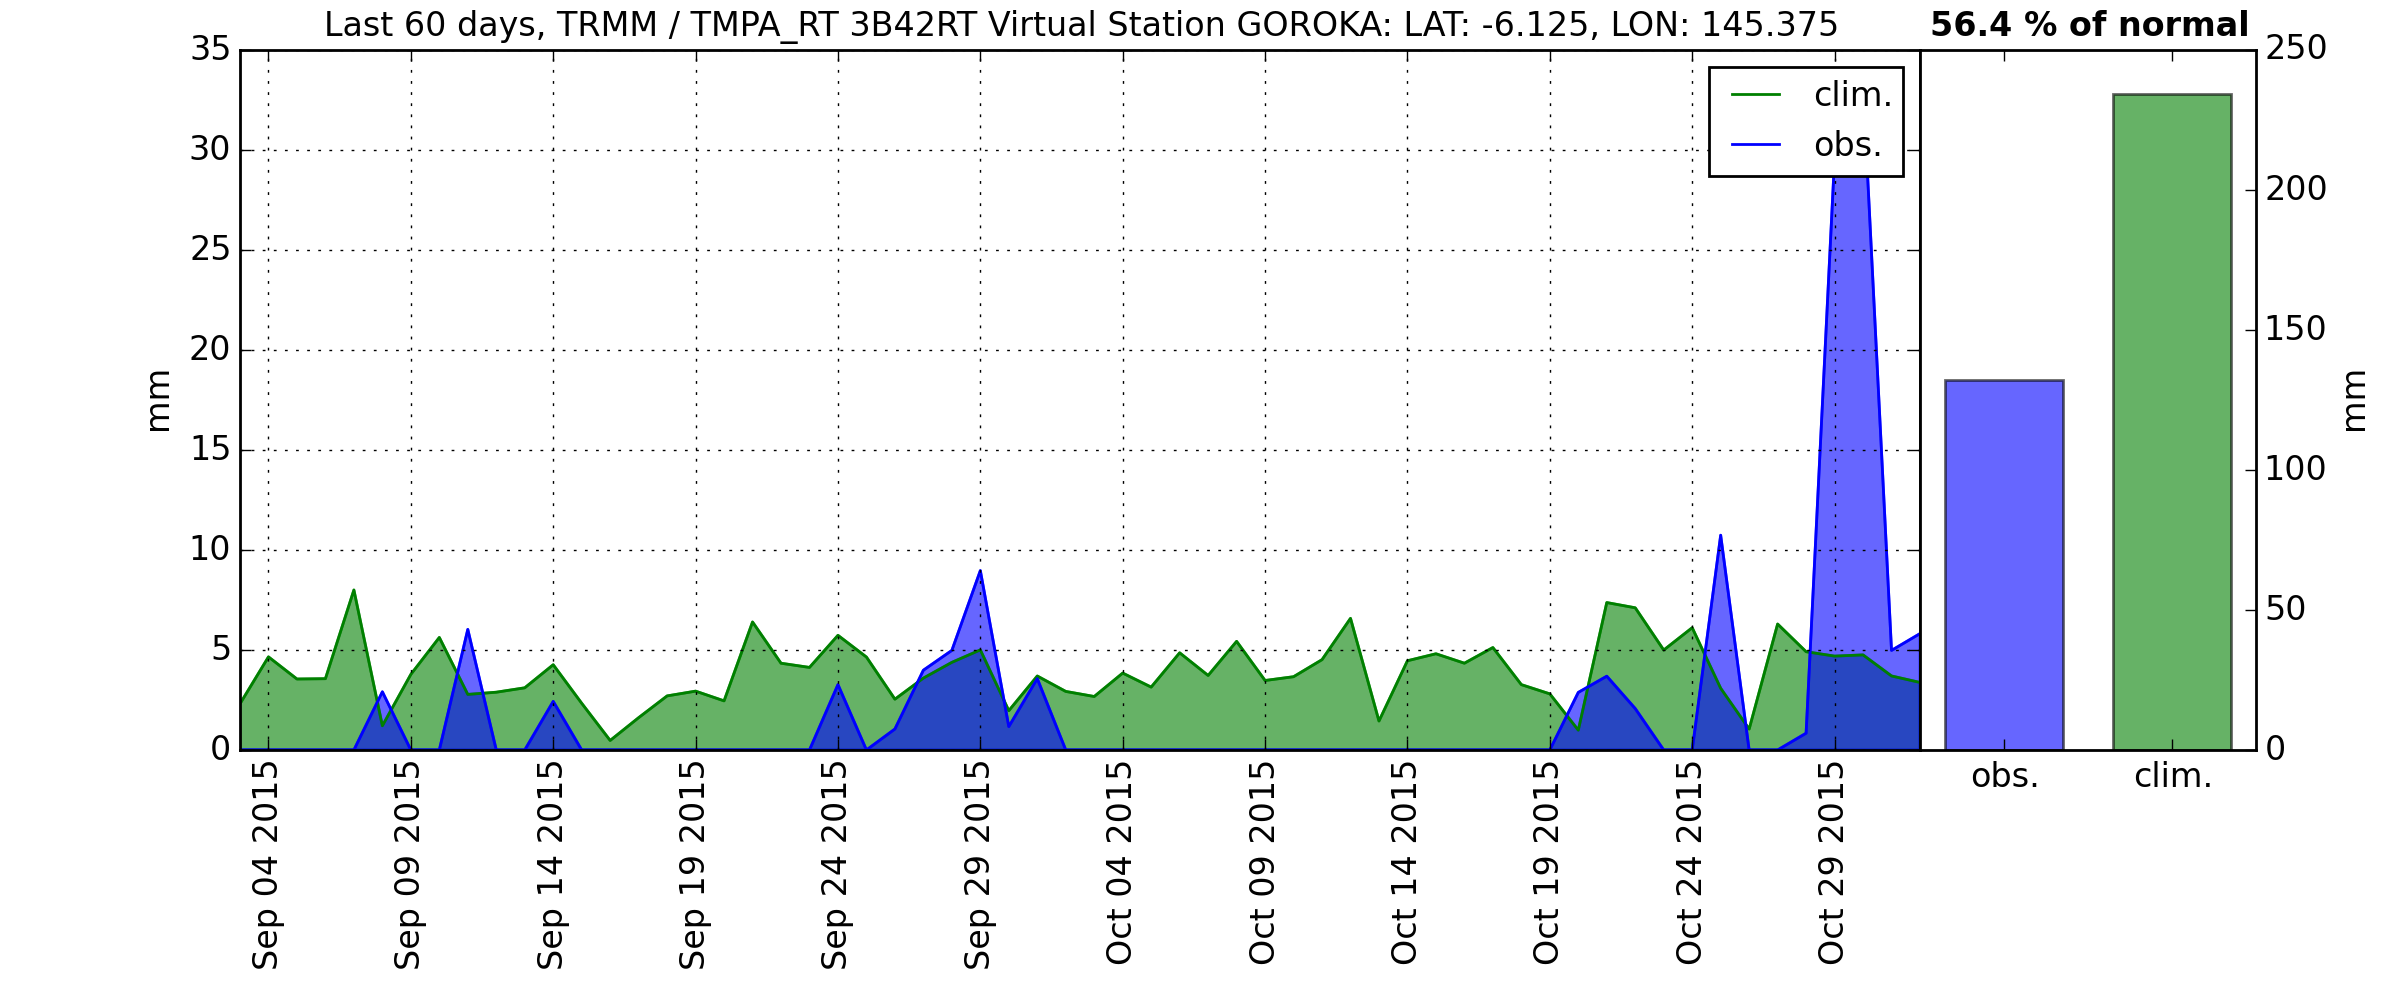 Last 60 days, TRMM / TMPA_RT 3B42RT Virtual Station GOROKA: LAT: -6.125, LON: 145.375
56.4 % of normal
35
30
25
20
15
10
5
0
mm
clim.
obs.
Sep 04 2015
Sep 09 2015
Sep 14 2015
Sep 19 2015
Sep 24 2015
Sep 29 2015
Oct 04 2015
Oct 09 2015
Oct 14 2015
Oct 19 2015
Oct 24 2015
Oct 29 2015
250
200
150
100
50
0
mm
obs.
clim.